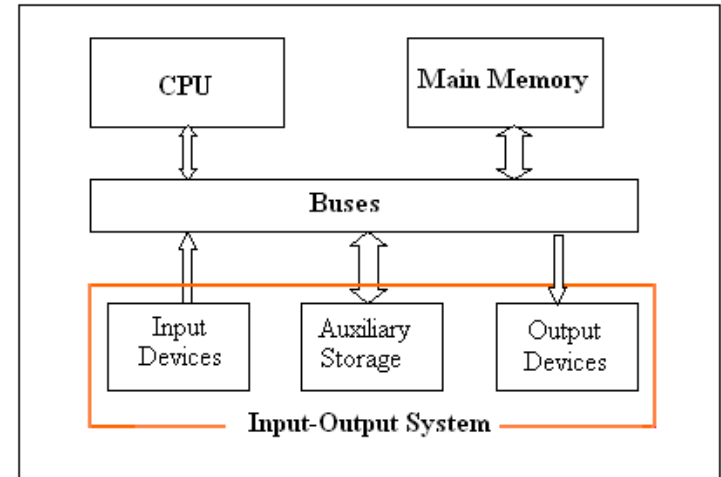 CPU
Main Memory
Buses
Input
Devices
Auxiliary
Storage
Output
Devices
Input-Output System